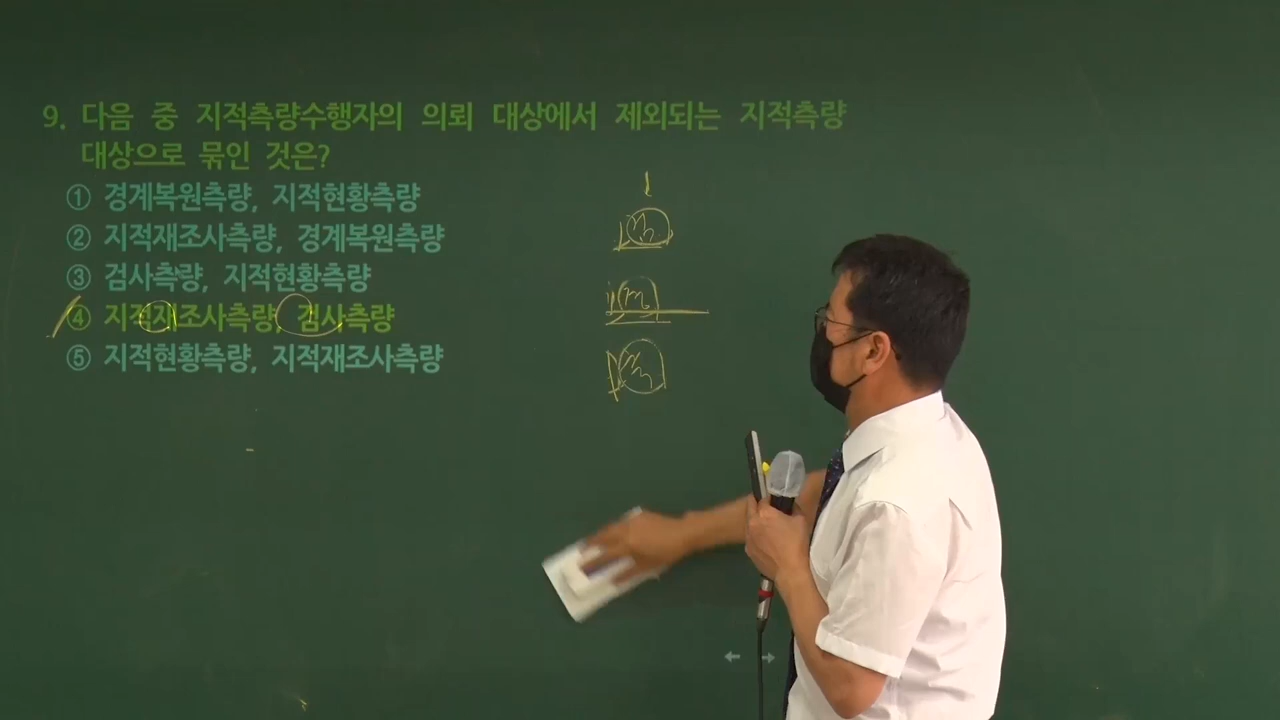 9. 다음 중 지적측량수행자의 의뢰 대상에서 제외되는 지적측량
대상으로 묶인 것은?
① 경계복원측량, 지적현황측량
② 지적재조사측량, 경계복원측량
③ 검사측량, 지적현황측량
④ 지적재조사측량, 검사측량
⑤ 지적현황측량, 지적재조사측량